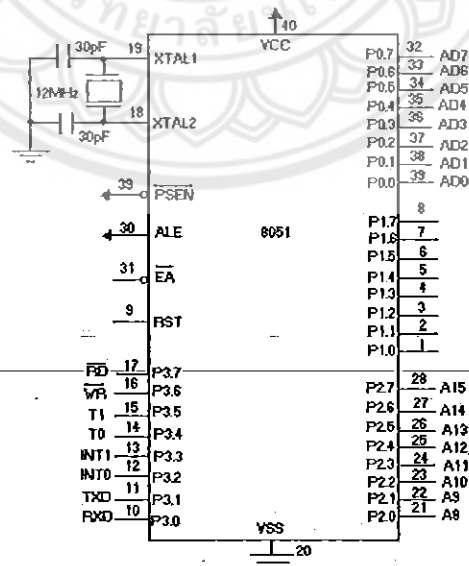 ทยาลัย
40
VCC
30pF
19
XTAL1
12MHz
18
XTAL2
30pF
39
PSEN
30
ALE
8051
31
EA
9
RST
RD 17 P3.7
WR 16 P3.6
T1 15 P3.5
T0 14 P3.4
INT1 13 P3.3
INT0 12 P3.2
TXD 11 P3.1
RXD 10 P3.0
P0.7 32 AD7
P0.6 33 AD6
P0.5 34 AD5
P0.4 35 AD4
P0.3 36 AD3
P0.2 37 AD2
P0.1 38 AD1
P0.0 39 AD0
P1.7 8
P1.6 7
P1.5 6
P1.4 5
P1.3 4
P1.2 3
P1.1 2
P1.0 1
P2.7 28 A15
P2.6 27 A14
P2.5 26 A13
P2.4 25 A12
P2.3 24 A11
P2.2 23 A10
P2.1 22 A9
P2.0 21 A8
VSS
20